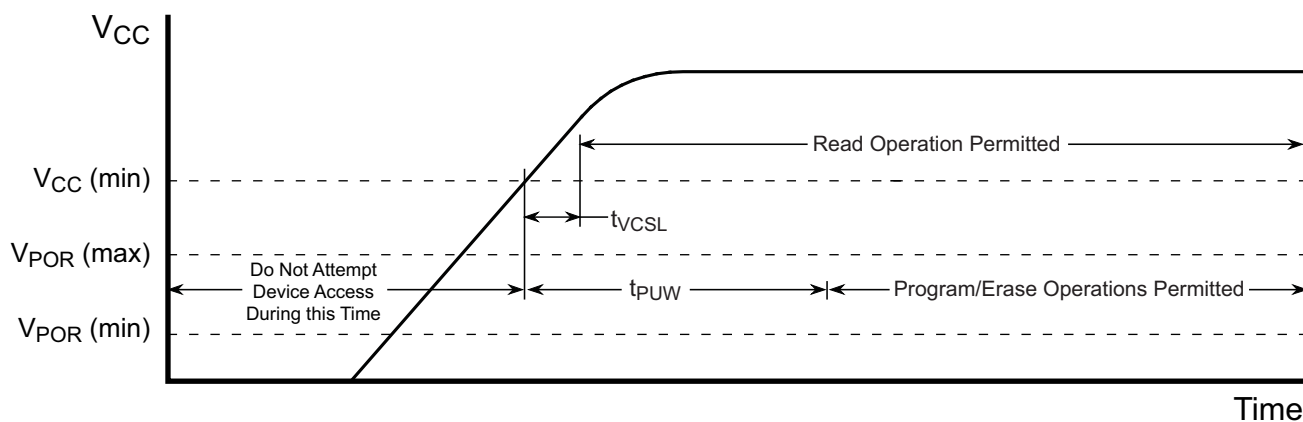 VCC
Read Operation Permitted
VCC (min)
tVCSL
VPOR (max)
Do Not Attempt
Device Access
During this Time
tPUW
Program/Erase Operations Permitted
VPOR (min)
Time